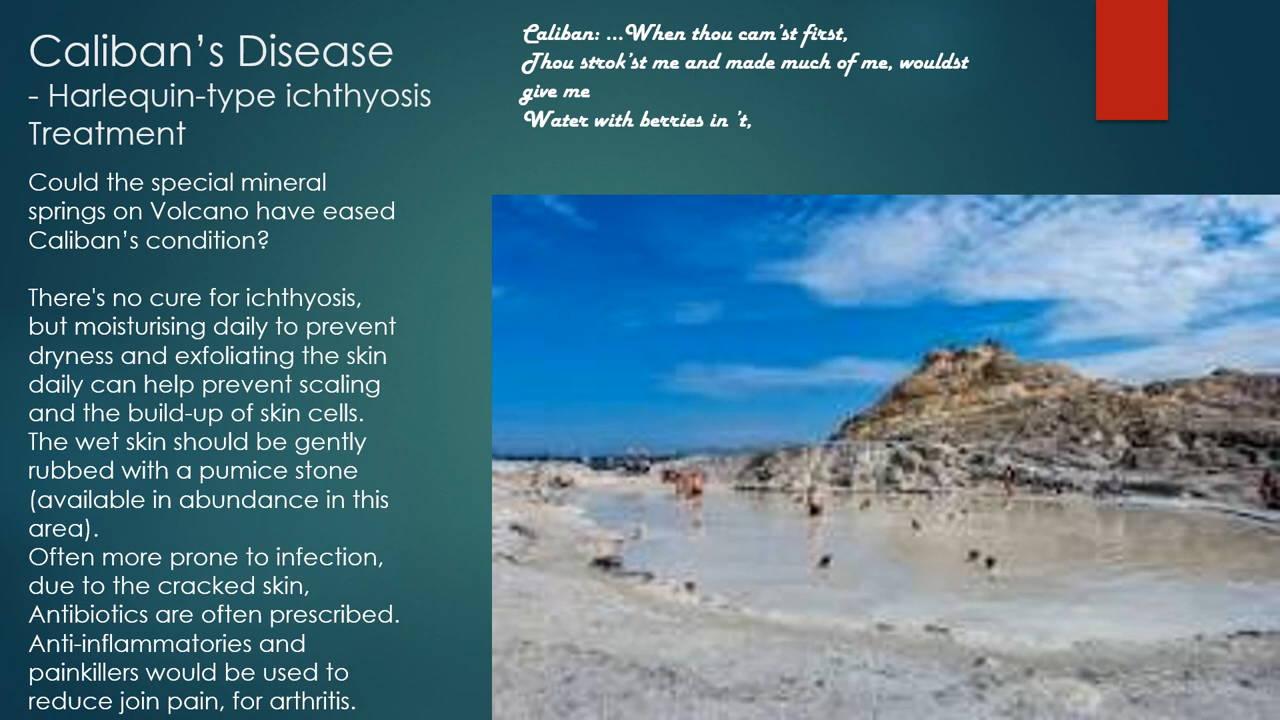 Caliban’s Disease
- Harlequin-type ichthyosis
Treatment
Could the special mineral
springs on Volcano have eased
Caliban’s condition?
There's no cure for ichthyosis,
but moisturising daily to prevent
dryness and exfoliating the skin
daily can help prevent scaling
and the build-up of skin cells.
The wet skin should be gently
rubbed with a pumice stone
(available in abundance in this
area).
Often more prone to infection,
due to the cracked skin,
Antibiotics are often prescribed.
Anti-inflammatories and
painkillers would be used to
reduce join pain, for arthritis.
Caliban: ...When thou cam’st first,
Thou strok’st me and made much of me, wouldst
give me
Water with berries in ’t,